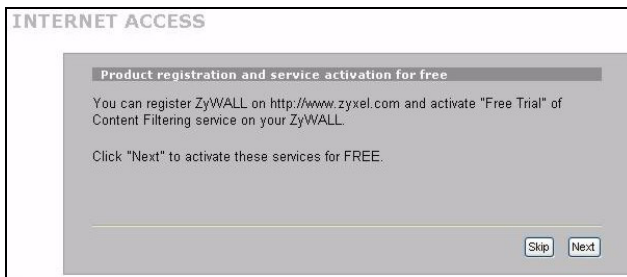 INTERNET ACCESS
Product registration and service activation for free
You can register ZyWALL on http://www.zyxel.com and activate "Free Trial" of
Content Filtering service on your ZyWALL.
Click "Next" to activate these services for FREE.
Skip Next